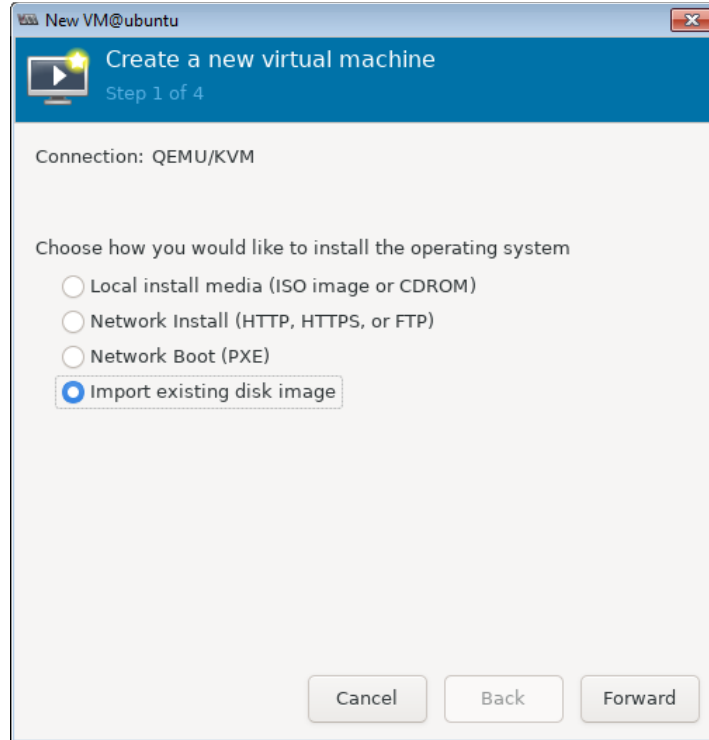 New VM@ubuntu
Create a new virtual machine
Step 1 of 4
Connection: QEMU/KVM
Choose how you would like to install the operating system
Local install media (ISO image or CDROM)
Network Install (HTTP, HTTPS, or FTP)
Network Boot (PXE)
Import existing disk image
Cancel Back Forward